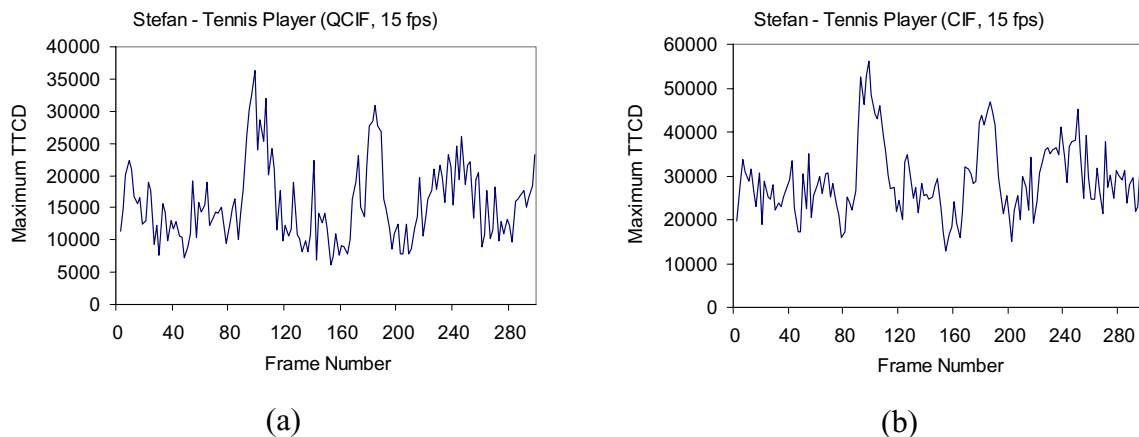 Stefan - Tennis Player (QCIF, 15 fps)
Maximum TTCD
40000
35000
30000
25000
20000
15000
10000
5000
0
0 40 80 120 160 200 240 280
Frame Number
(a)
Stefan - Tennis Player (CIF, 15 fps)
Maximum TTCD
60000
50000
40000
30000
20000
10000
0
0 40 80 120 160 200 240 280
Frame Number
(b)